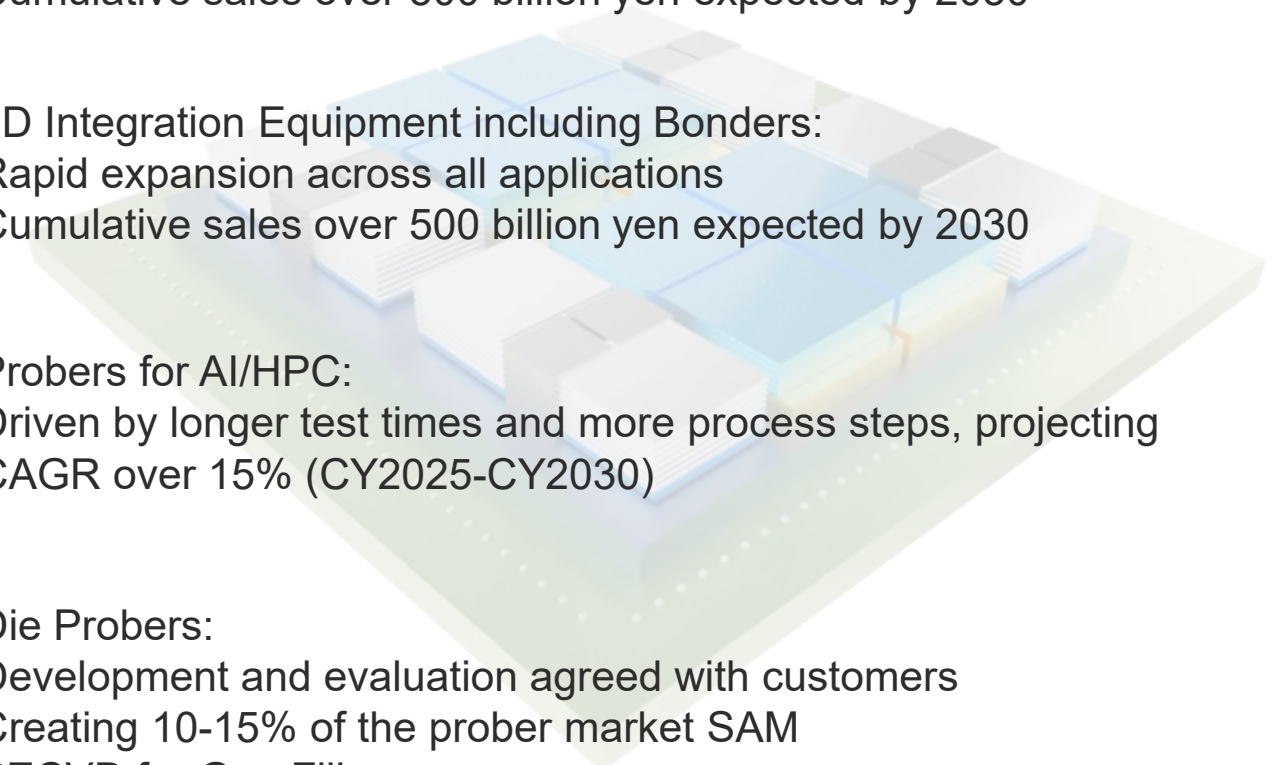 Cumulative sales over 500 billion yen expected by 2030
D Integration Equipment including Bonders:
Rapid expansion across all applications
Cumulative sales over 500 billion yen expected by 2030
Probers for AI/HPC:
Driven by longer test times and more process steps, projecting
CAGR over 15% (CY2025-CY2030)
Die Probers:
Development and evaluation agreed with customers
Creating 10-15% of the prober market SAM